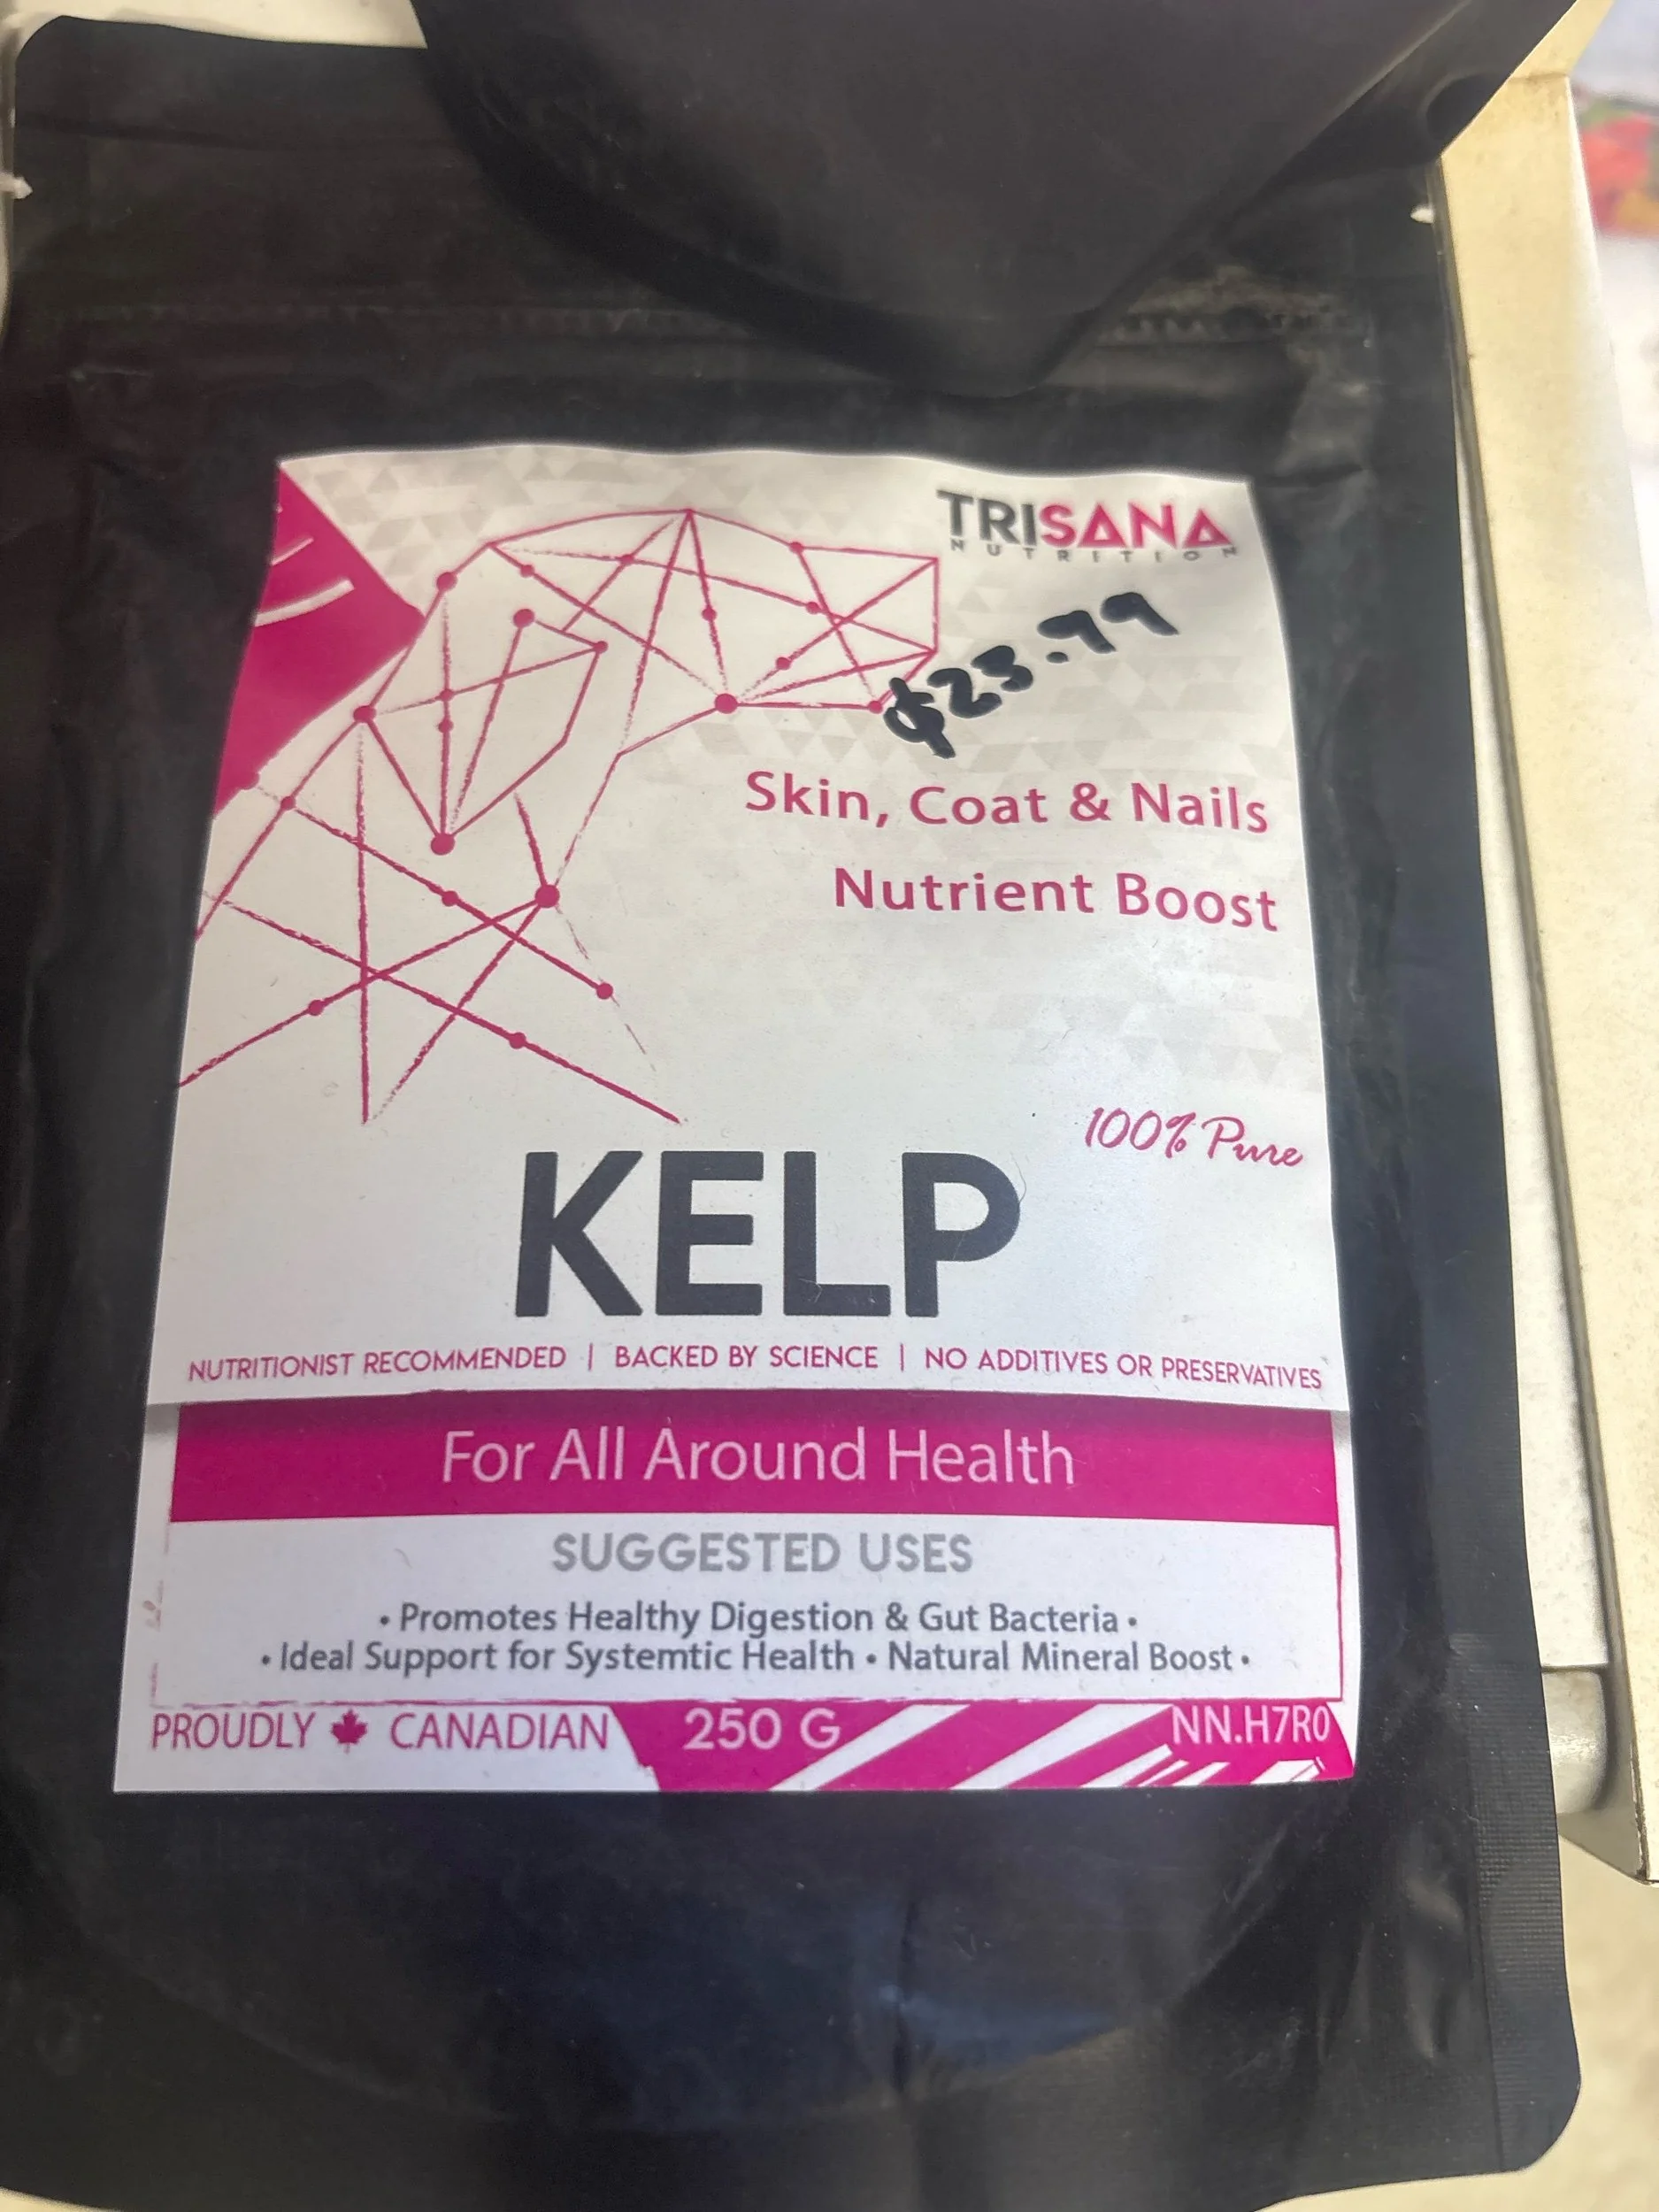 TRISANA
NUTRITION
$23.99
Skin, Coat & Nails
Nutrient Boost
100% Pure
KELP
NUTRITIONIST RECOMMENDED | BACKED BY SCIENCE | NO ADDITIVES OR PRESERVATIVES
For All Around Health
SUGGESTED USES
• Promotes Healthy Digestion & Gut Bacteria •
• Ideal Support for Systemtic Health • Natural Mineral Boost •
PROUDLY CANADIAN 250 G NN.H7R0